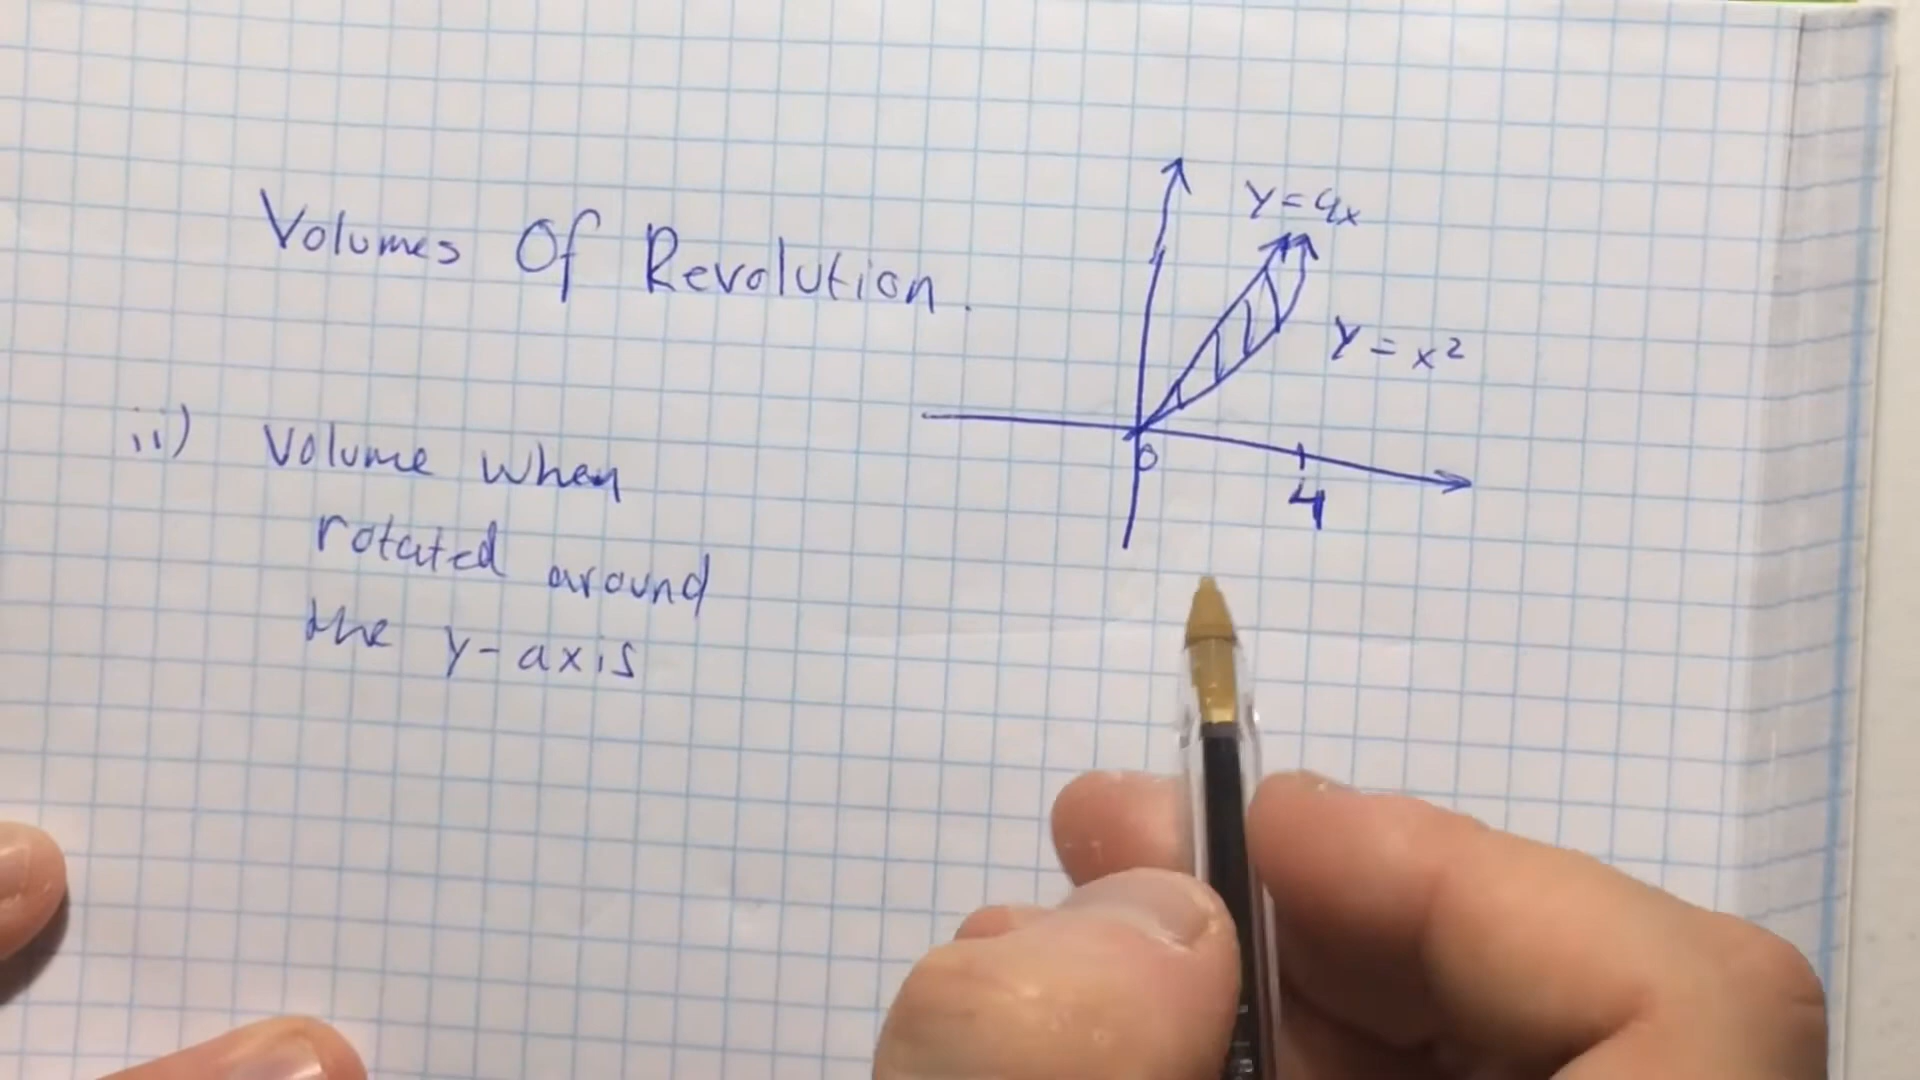 Volumes Of Revolution.
ii) Volume when
rotated around
the y-axis
y=4x
y = x²
0
4